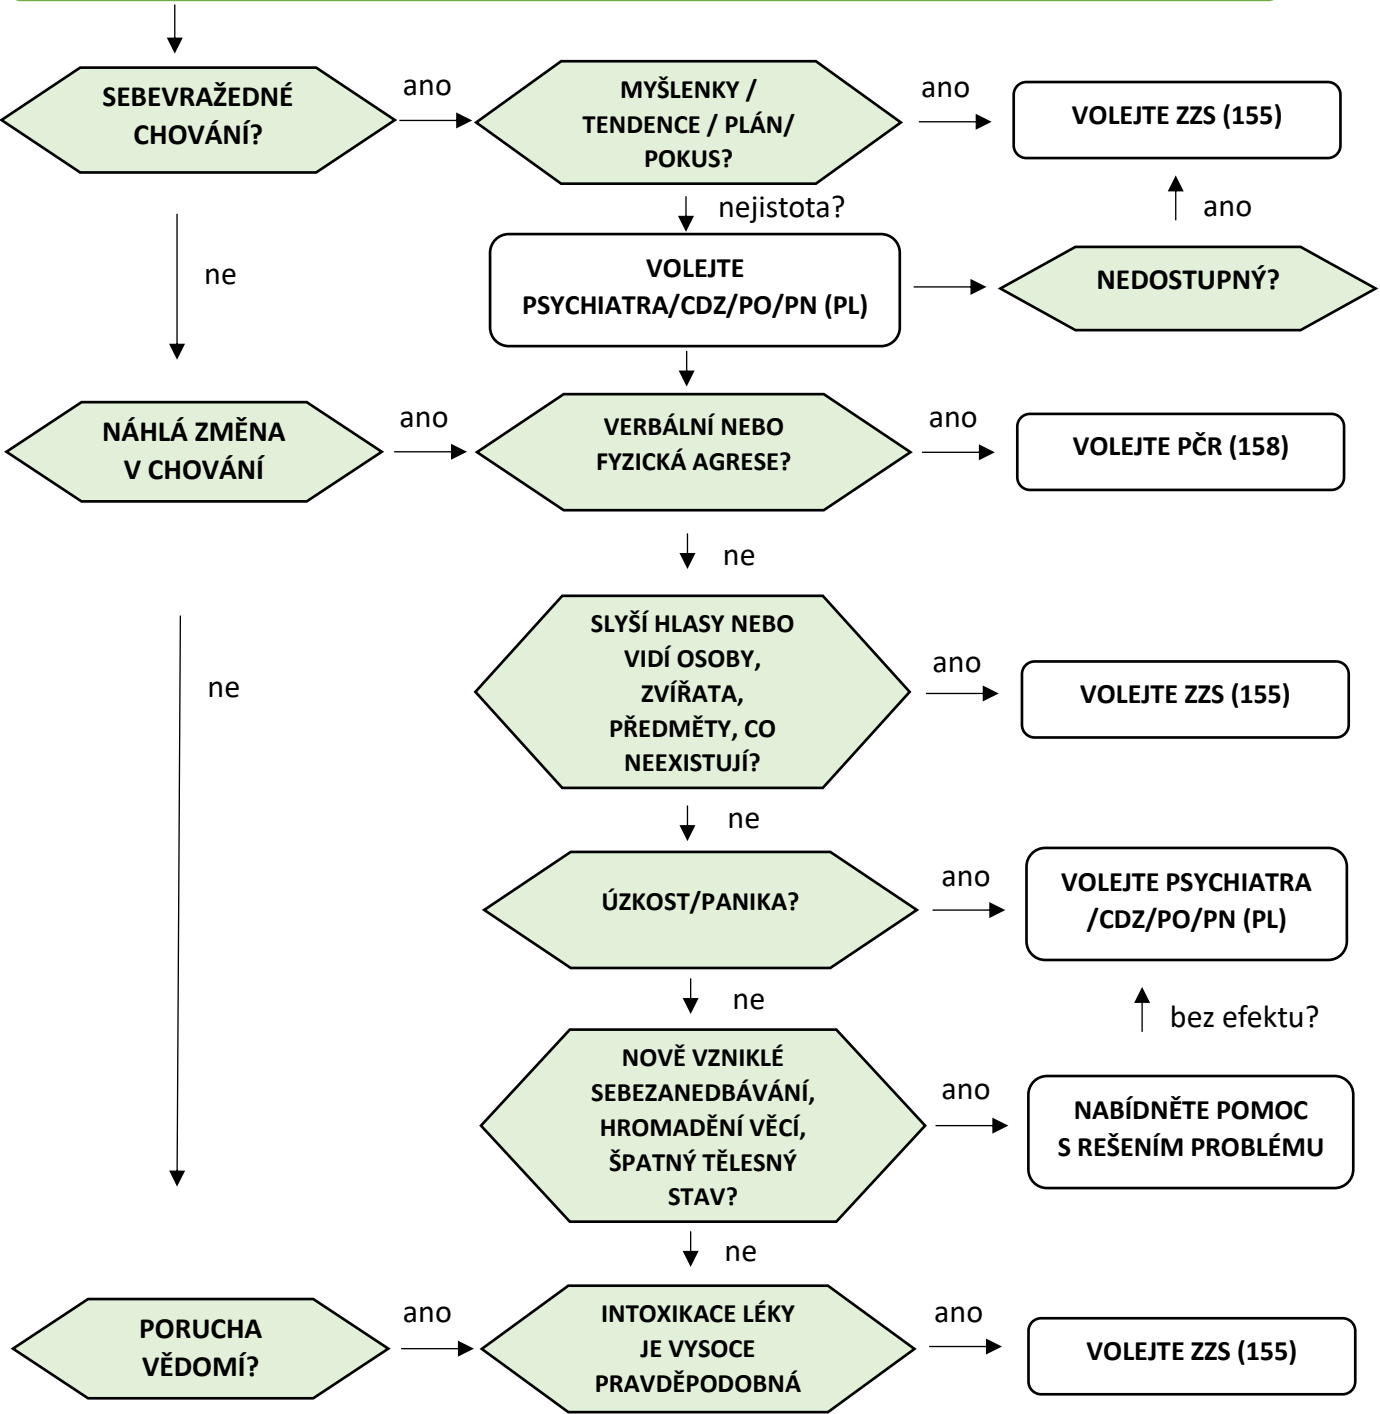 SEBEVRAŽEDNÉ
CHOVÁNÍ?
ano
MYŠLENKY /
TENDENCE / PLÁN/
POKUS?
ano
VOLEJTE ZZS (155)
nejistota?
ano
ne
VOLEJTE
PSYCHIATRA/CDZ/PO/PN (PL)
NEDOSTUPNÝ?
NÁHLÁ ZMĚNA
V CHOVÁNÍ
ano
VERBÁLNÍ NEBO
FYZICKÁ AGRESE?
ano
VOLEJTE PČR (158)
ne
SLYŠÍ HLASY NEBO
VIDÍ OSOBY,
ZVÍŘATA,
PŘEDMĚTY, CO
NEEXISTUJÍ?
ano
VOLEJTE ZZS (155)
ne
ne
ÚZKOST/PANIKA?
ano
VOLEJTE PSYCHIATRA
/CDZ/PO/PN (PL)
ne
bez efektu?
NOVĚ VZNIKLÉ
SEBEZANEDBÁVÁNÍ,
HROMADĚNÍ VĚCÍ,
ŠPATNÝ TĚLESNÝ
STAV?
ano
NABÍDNĚTE POMOC
S REŠENÍM PROBLÉMU
ne
PORUCHA
VĚDOMÍ?
ano
INTOXIKACE LÉKY
JE VYSOCE
PRAVDĚPODOBNÁ
ano
VOLEJTE ZZS (155)